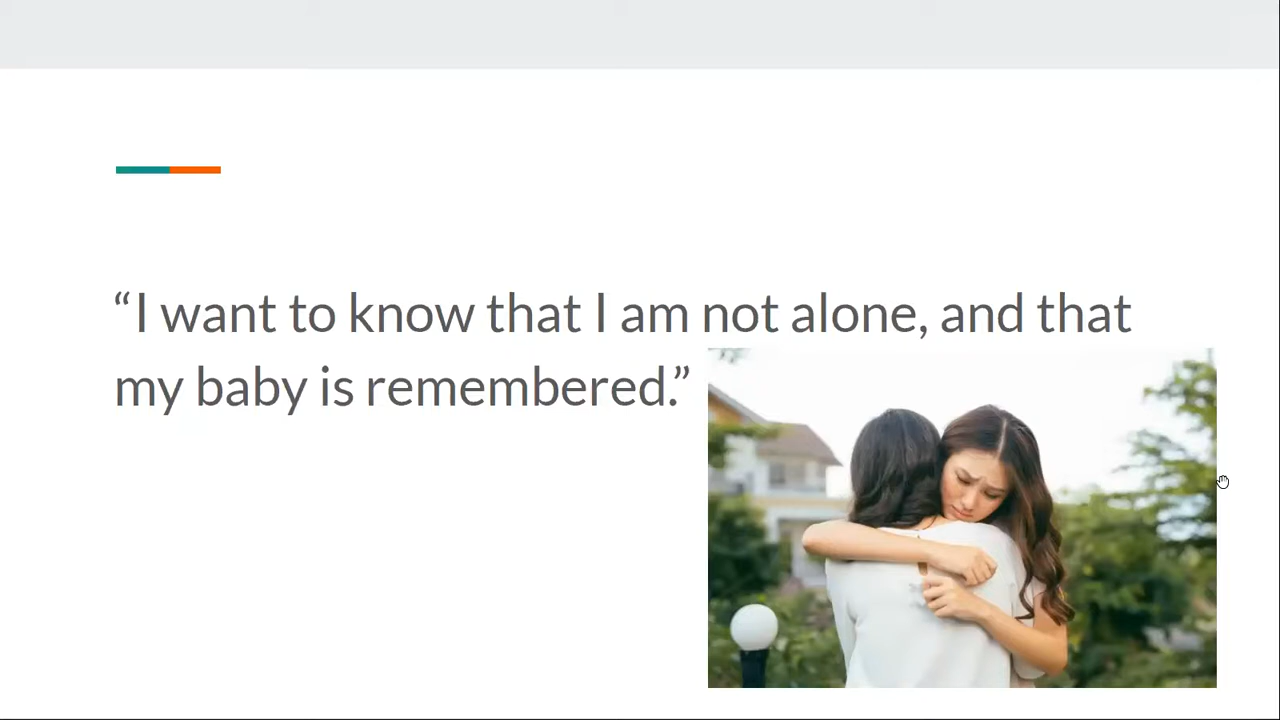 “I want to know that I am not alone, and that
my baby is remembered.”